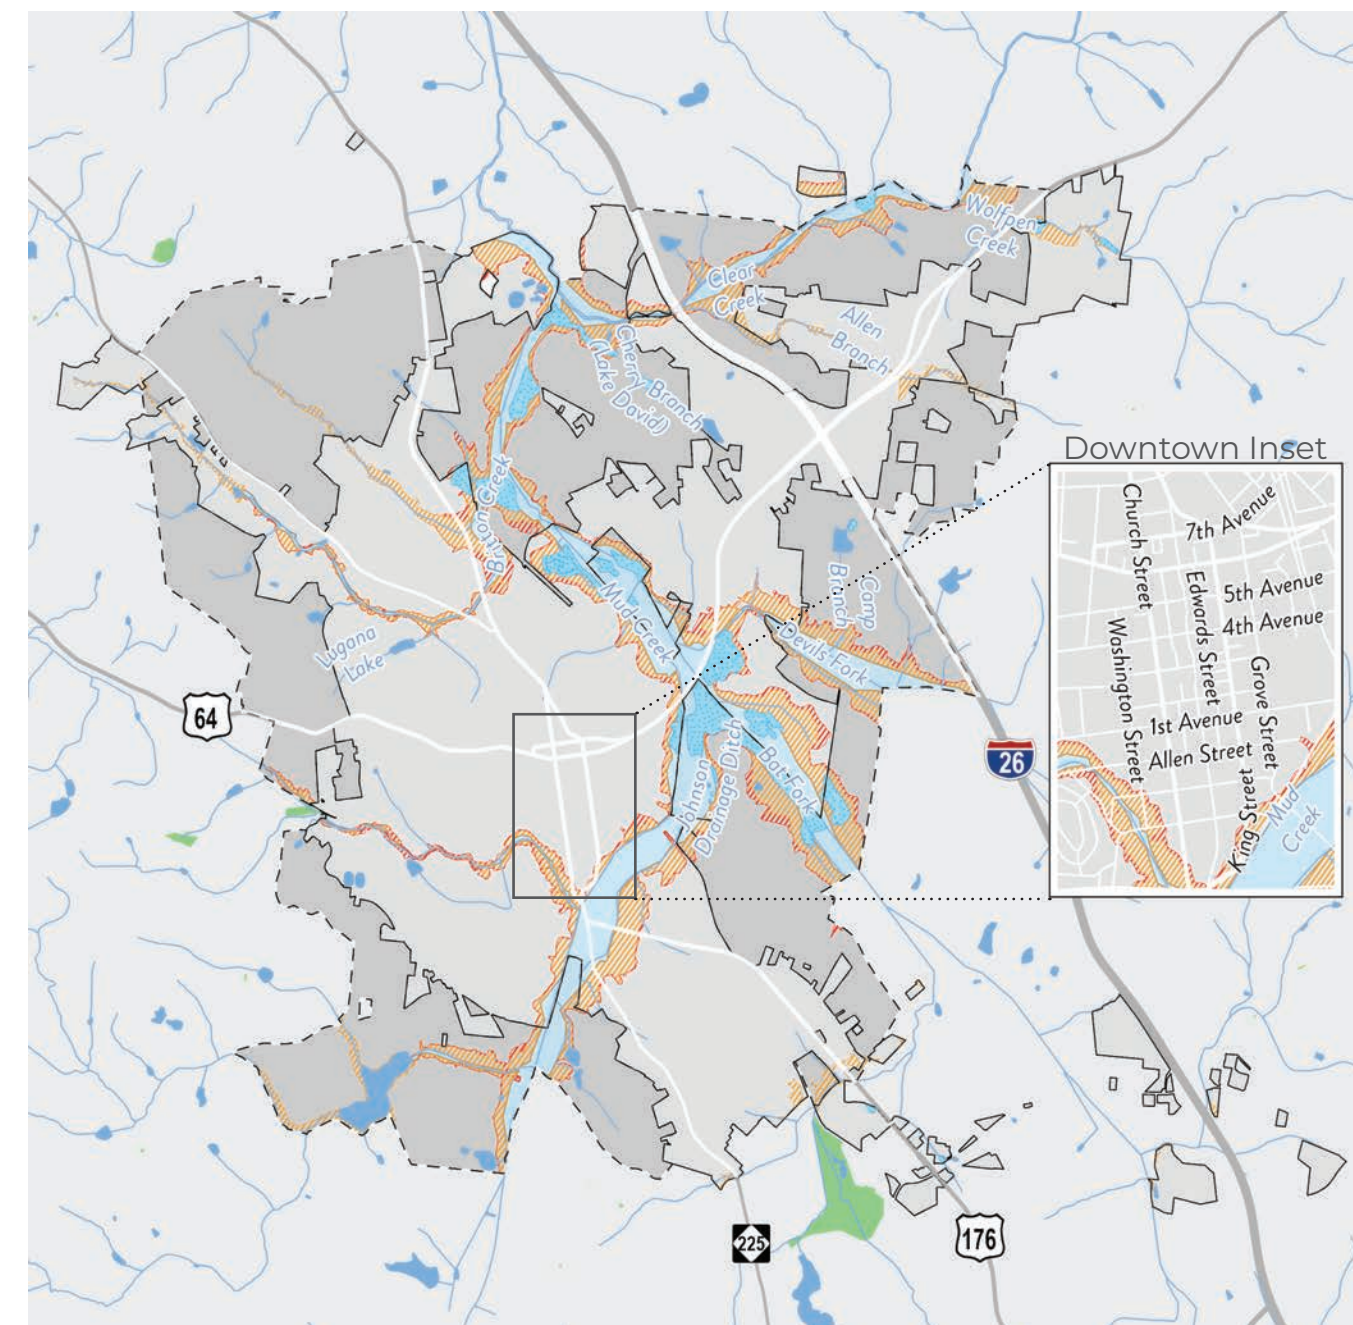 Wolfpen
Creek
Clear
Creek
Allen
Branch
Cherry Branch
(Lake David)
Downtown Inset
Britton Creek
Mud Creek
Camp
Branch
Devils Fork
Lugana
Lake
64
26
Johnson
Drainage Ditch
Bat Fork
225
176
Church Street
7th Avenue
Edwards Street
5th Avenue
4th Avenue
Washington Street
Grove Street
1st Avenue
Allen Street
King Street
Mud
Creek